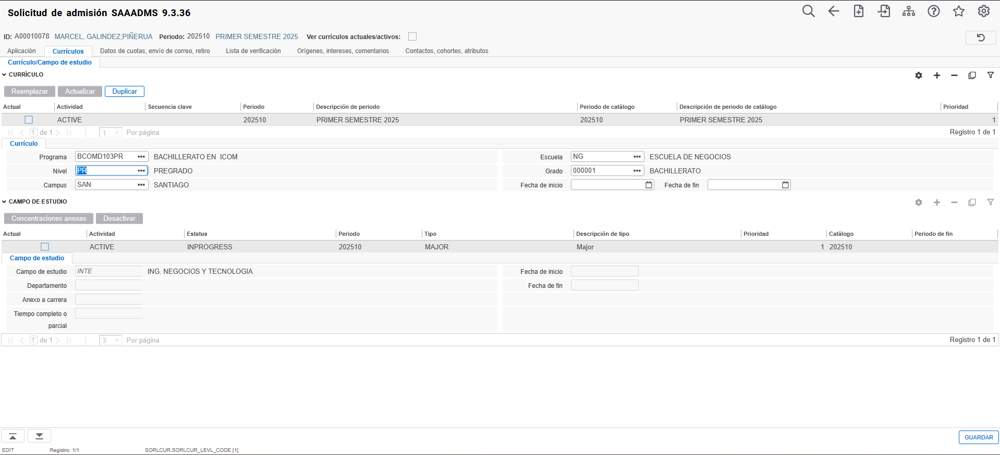 Solicitud de admisión SAAADMS 9.3.36
ID: A00010078 MARCEL, GALINDEZ;PIÑERUA Periodo: 202510 PRIMER SEMESTRE 2025 Ver currículos actuales/activos:
Aplicación Currículos Datos de cuotas, envío de correo, retiro Lista de verificación Orígenes, intereses, comentarios Contactos, cohortes, atributos
Currículo/Campo de estudio
CURRÍCULO
Reemplazar Actualizar Duplicar
Actual Actividad Secuencia clave Periodo Descripción de periodo Periodo de catálogo Descripción de periodo de catálogo Prioridad
ACTIVE 202510 PRIMER SEMESTRE 2025 202510 PRIMER SEMESTRE 2025 1
1 de 1 1 Por página Registro 1 de 1
Currículo
Programa BCOMD103PR BACHILLERATO EN ICOM Escuela NG ESCUELA DE NEGOCIOS
Nivel PR PREGRADO Grado 000001 BACHILLERATO
Campus SAN SANTIAGO Fecha de inicio Fecha de fin
CAMPO DE ESTUDIO
Concentraciones anexas Desactivar
Actual Actividad Estatus Periodo Tipo Descripción de tipo Prioridad Catálogo Periodo de fin
ACTIVE INPROGRESS 202510 MAJOR Major 1 202510
Campo de estudio
Campo de estudio INTE ING. NEGOCIOS Y TECNOLOGIA Fecha de inicio
Departamento Fecha de fin
Anexo a carrera
Tiempo completo o
parcial
1 de 1 3 Por página Registro 1 de 1
GUARDAR
EDIT Registro: 1/1 SORLCUR.SORLCUR_LEVL_CODE [1]